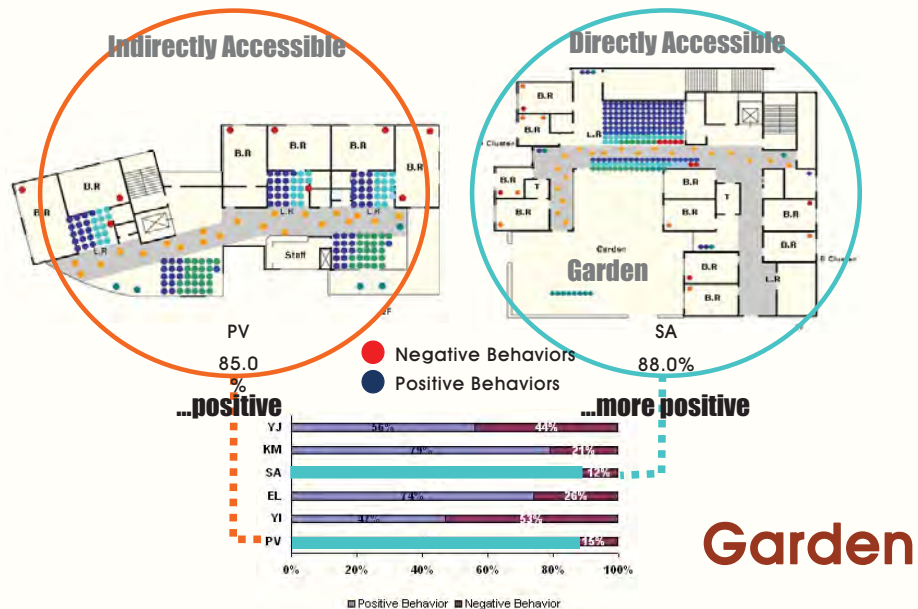 Indirectly Accessible
Directly Accessible
B.R
B.R
B.R
B.R
B.R
B.R
L.R
L.R
L.R
Staff
B.R
B.R
L.R
Cluster
B.R
B.R
T
B.R
B.R
T
B.R
B.R
Garden
Garden
B.R
B.R
L.R
B Cluster
PV
SA
85.0
%
88.0%
Negative Behaviors
Positive Behaviors
...positive
...more positive
YJ 56% 44%
KM 79% 21%
SA 12%
EL 74% 26%
YI 47% 53%
PV 15%
0% 20% 40% 60% 80% 100%
Positive Behavior Negative Behavior
Garden